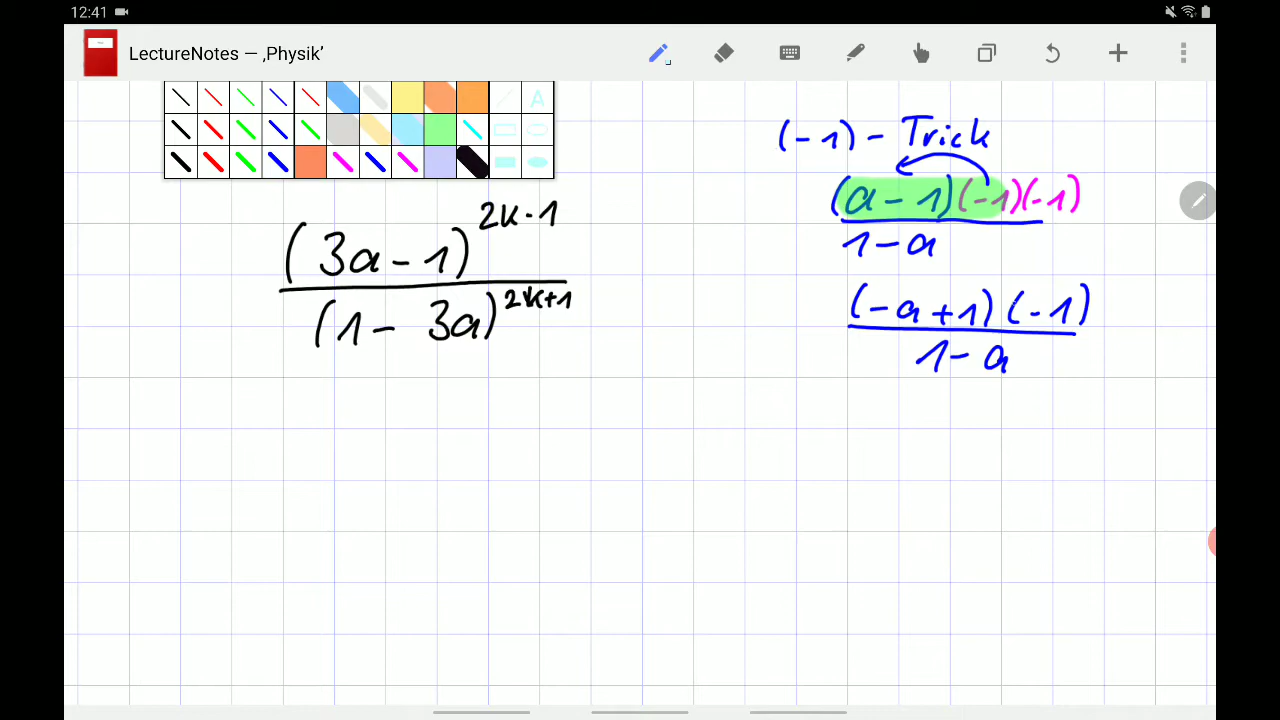 12:41
LectureNotes – ‚Physik'
A
(-1) - Trick
(a - 1)(-1)(-1)
1 - a
(3a - 1)^{2k-1}
(1 - 3a)^{2k+1}
(-a + 1)(-1)
1 - a